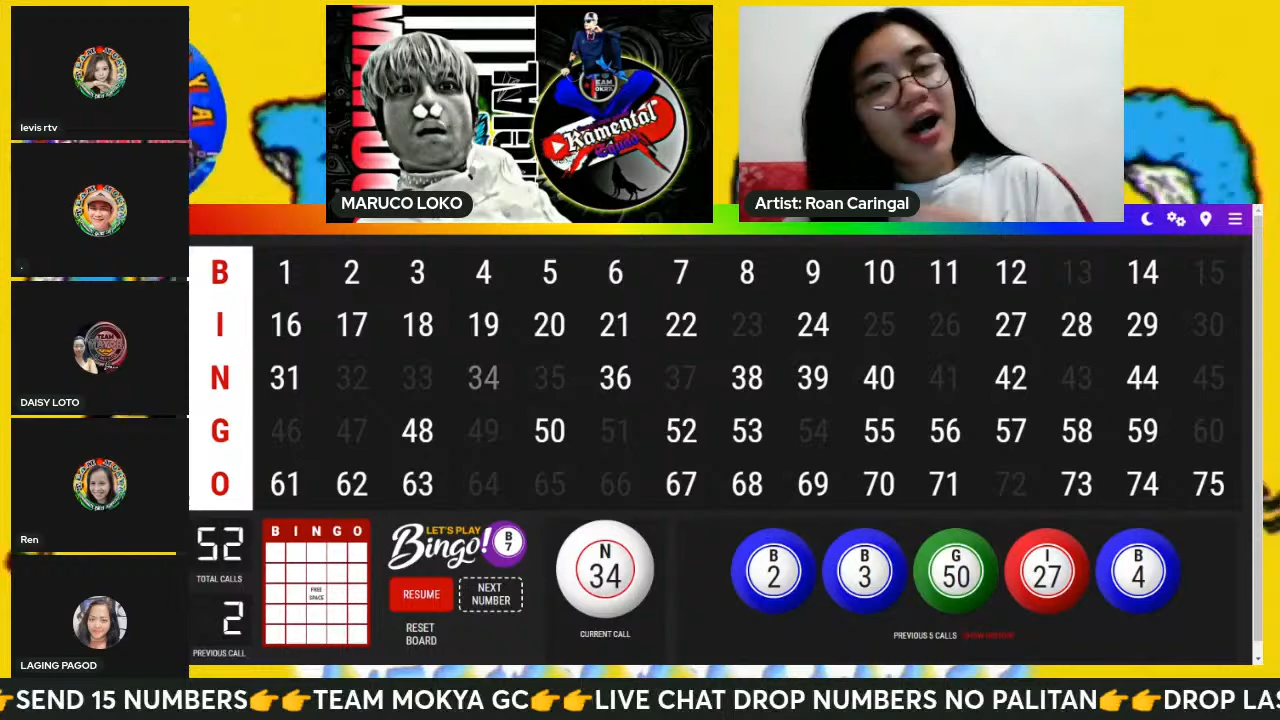 levis rtv
.
DAISY LOTO
Ren
LAGING PAGOD
MARUCO LOKO
Kamental
Squad
Artist: Roan Caringal
B 1 2 3 4 5 6 7 8 9 10 11 12 13 14 15
I 16 17 18 19 20 21 22 23 24 25 26 27 28 29 30
N 31 32 33 34 35 36 37 38 39 40 41 42 43 44 45
G 46 47 48 49 50 51 52 53 54 55 56 57 58 59 60
O 61 62 63 64 65 66 67 68 69 70 71 72 73 74 75
52
TOTAL CALLS
2
PREVIOUS CALL
B I N G O
FREE
SPACE
LET'S PLAY
Bingo!
B
7
RESUME
NEXT
NUMBER
RESET
BOARD
N
34
CURRENT CALL
B
2
B
3
G
50
I
27
B
4
PREVIOUS 5 CALLS SHOW HISTORY
👉SEND 15 NUMBERS👉👉TEAM MOKYA GC👉👉LIVE CHAT DROP NUMBERS NO PALITAN👉👉DROP LAS